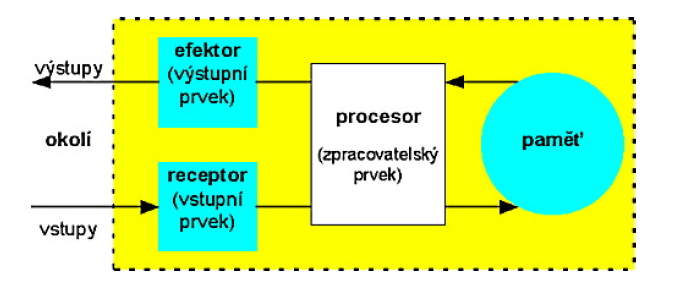 efektor
(výstupní
prvek)
výstupy
okolí
vstupy
receptor
(vstupní
prvek)
procesor
(zpracovatelský
prvek)
paměť